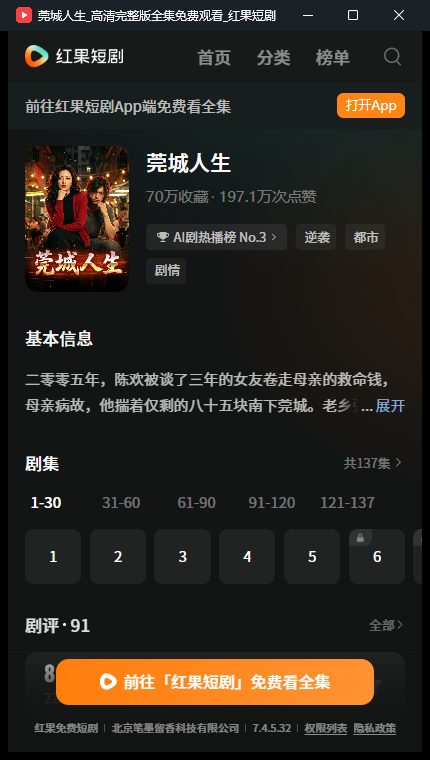 莞城人生_高清完整版全集免费观看_红果短剧
红果短剧 首页 分类 榜单
前往红果短剧App端免费看全集 打开App
莞城人生
莞城人生
70万收藏 · 197.1万次点赞
AI剧热播榜 No.3 逆袭 都市
剧情
基本信息
二零零五年，陈欢被谈了三年的女友卷走母亲的救命钱，
母亲病故，他揣着仅剩的八十五块南下莞城。老乡 ... 展开
剧集 共137集
1-30 31-60 61-90 91-120 121-137
1 2 3 4 5 6
剧评 · 91 全部
8
前往「红果短剧」免费看全集
红果免费短剧 北京笔墨留香科技有限公司 7.4.5.32 权限列表 隐私政策